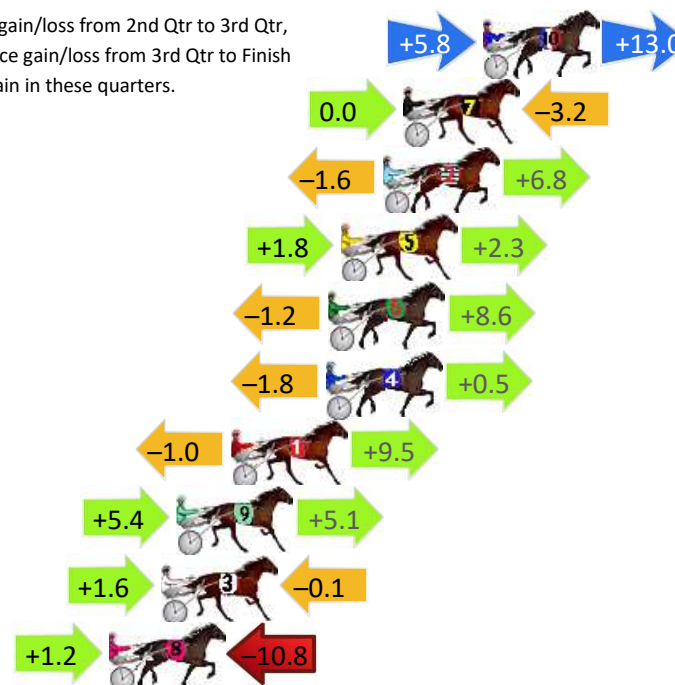 gain/loss from 2nd Qtr to 3rd Qtr,
ce gain/loss from 3rd Qtr to Finish
ain in these quarters.
+5.8 10 +13.0
0.0 7 –3.2
–1.6 2 +6.8
+1.8 5 +2.3
–1.2 6 +8.6
–1.8 4 +0.5
–1.0 1 +9.5
+5.4 9 +5.1
+1.6 3 –0.1
+1.2 8 –10.8